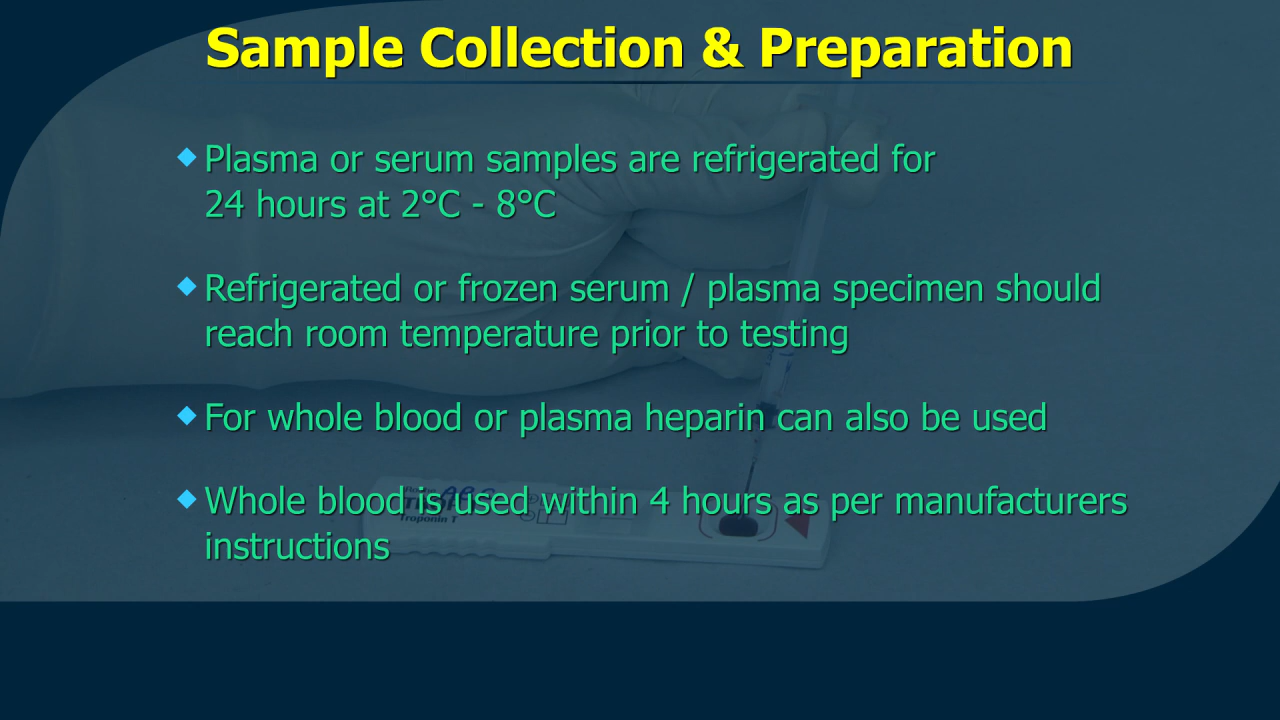 Sample Collection & Preparation
Plasma or serum samples are refrigerated for
24 hours at 2°C - 8°C
Refrigerated or frozen serum / plasma specimen should
reach room temperature prior to testing
For whole blood or plasma heparin can also be used
Whole blood is used within 4 hours as per manufacturers
instructions
Troponin T